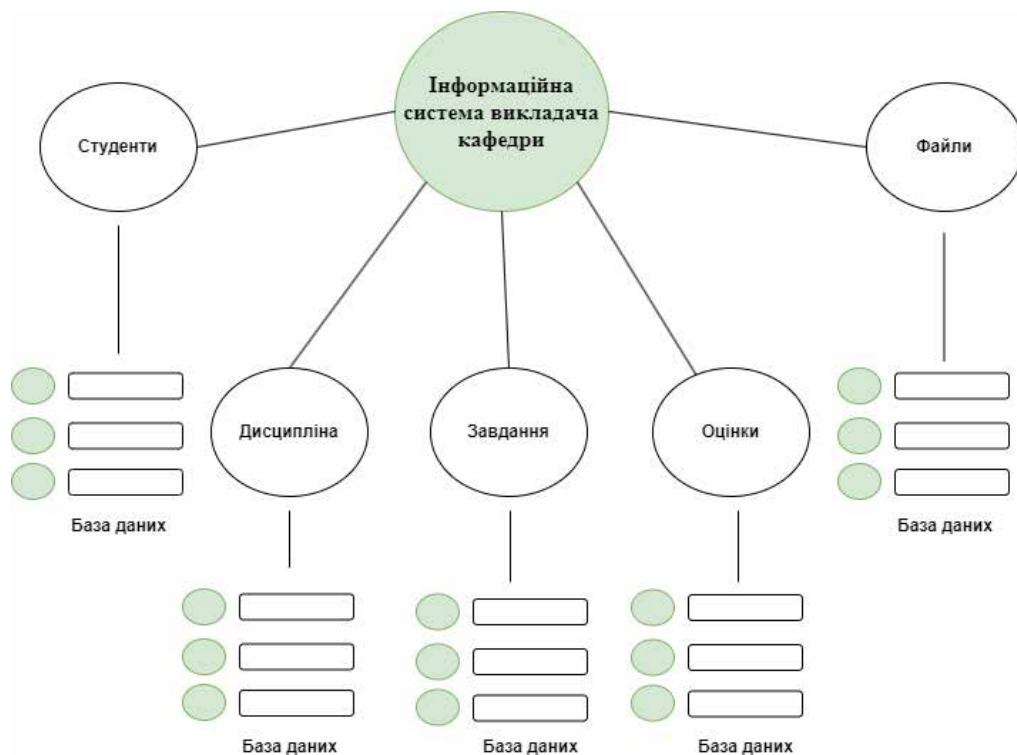 Інформаційна
система викладача
кафедри
Студенти
Файли
Дисципліна
Завдання
Оцінки
База даних
База даних
База даних
База даних
База даних